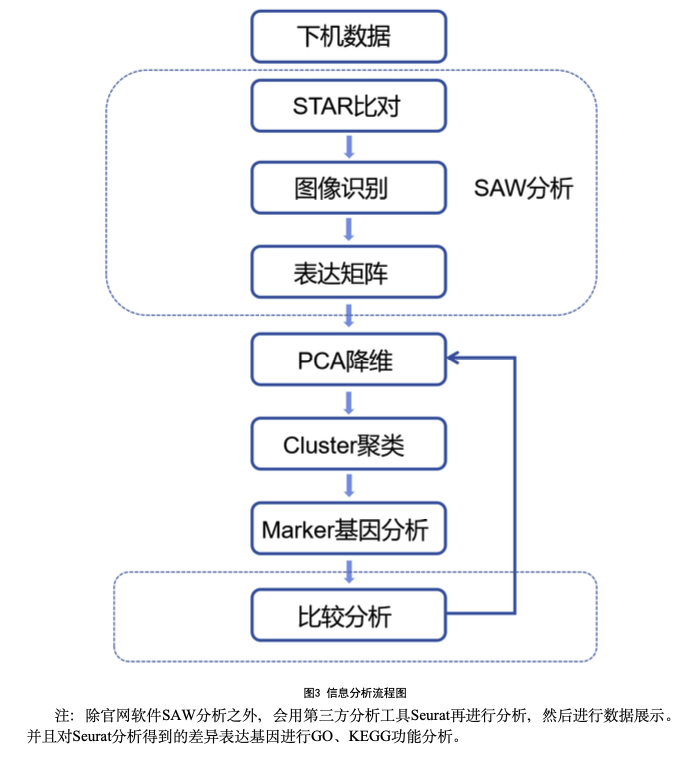 下机数据
STAR比对
图像识别
SAW分析
表达矩阵
PCA降维
Cluster聚类
Marker基因分析
比较分析
图3 信息分析流程图
注：除官网软件SAW分析之外，会用第三方分析工具Seurat再进行分析，然后进行数据展示。
并且对Seurat分析得到的差异表达基因进行GO、KEGG功能分析。